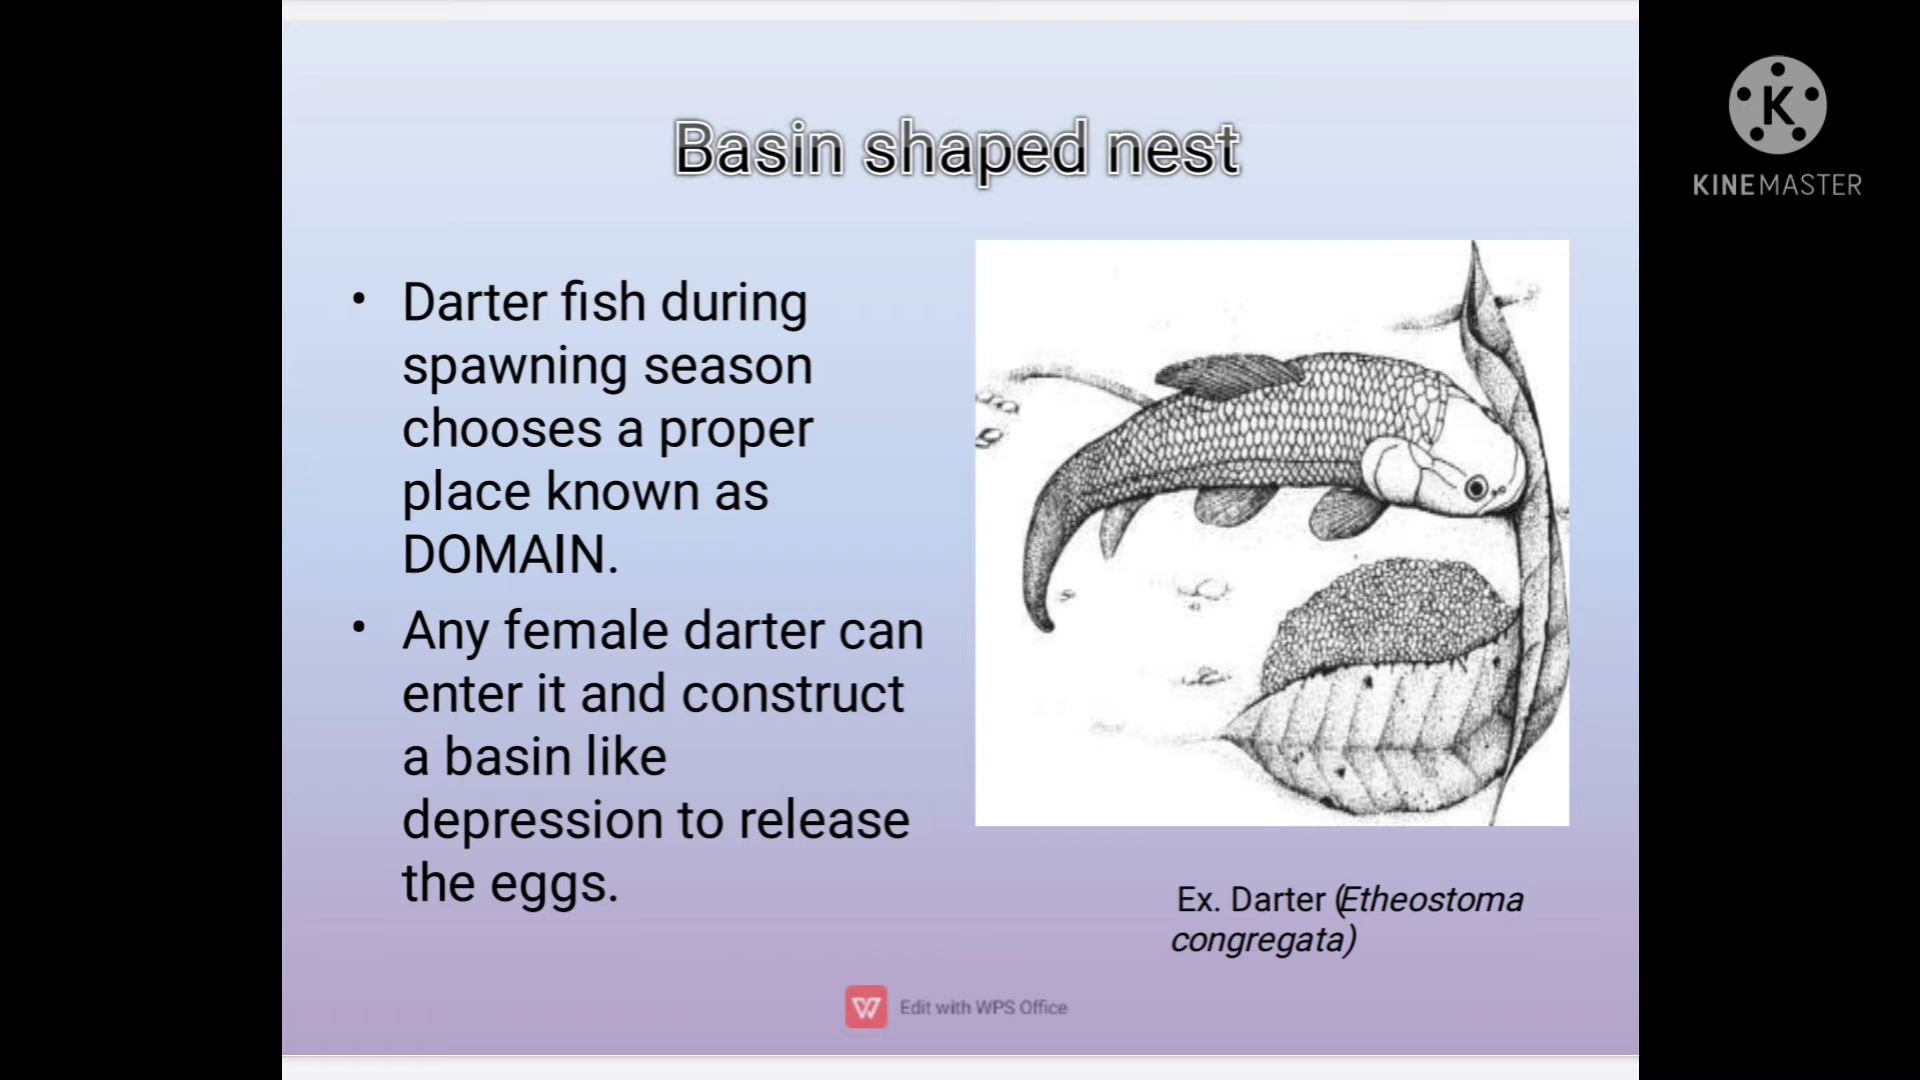 Basin shaped nest
K
KINEMASTER
• Darter fish during
spawning season
chooses a proper
place known as
DOMAIN.
• Any female darter can
enter it and construct
a basin like
depression to release
the eggs.
Ex. Darter (Etheostoma
congregata)
W Edit with WPS Office